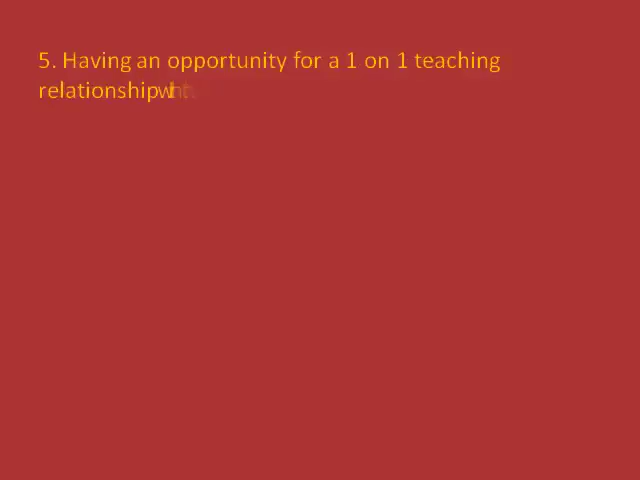 5. Having an opportunity for a 1 on 1 teaching
relationship